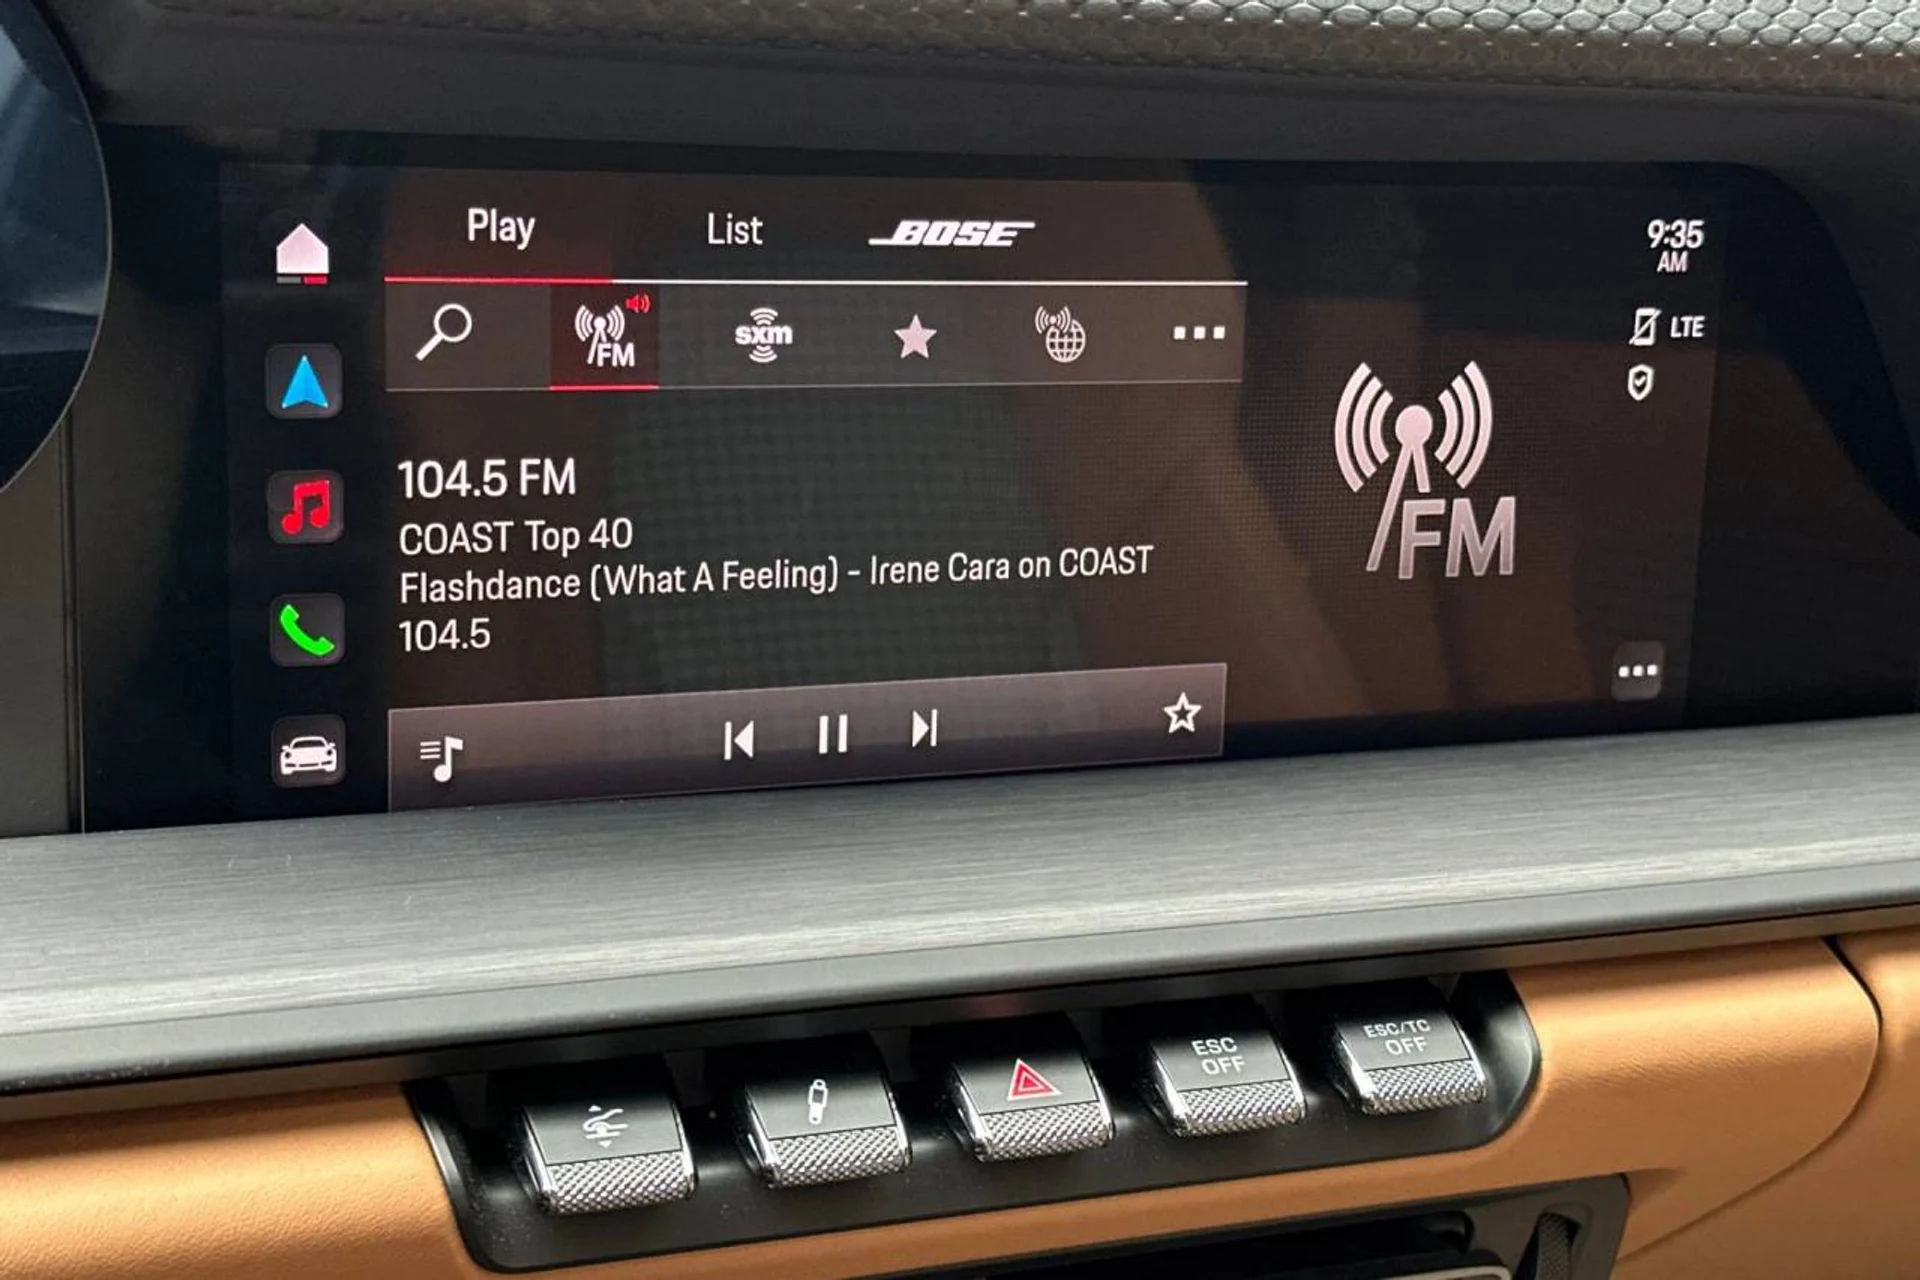 Play
List
BOSE
9:35
AM
FM
sxm
LTE
104.5 FM
COAST Top 40
Flashdance (What A Feeling) - Irene Cara on COAST
104.5
FM
ESC
OFF
ESC/TC
OFF